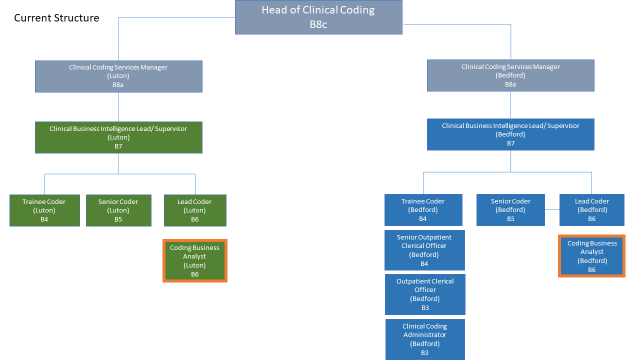 Current Structure
Head of Clinical Coding
B8c
Clinical Coding Services Manager
(Luton)
B8a
Clinical Coding Services Manager
(Bedford)
B8a
Clinical Business Intelligence Lead/ Supervisor
(Luton)
B7
Clinical Business Intelligence Lead/ Supervisor
(Bedford)
B7
Trainee Coder
(Luton)
B4
Senior Coder
(Luton)
B5
Lead Coder
(Luton)
B6
Coding Business
Analyst
(Luton)
B6
Trainee Coder
(Bedford)
B4
Senior Coder
(Bedford)
B5
Lead Coder
(Bedford)
B6
Senior Outpatient
Clerical Officer
(Bedford)
B4
Coding Business
Analyst
(Bedford)
B6
Outpatient Clerical
Officer
(Bedford)
B3
Clinical Coding
Administrator
(Bedford)
B3